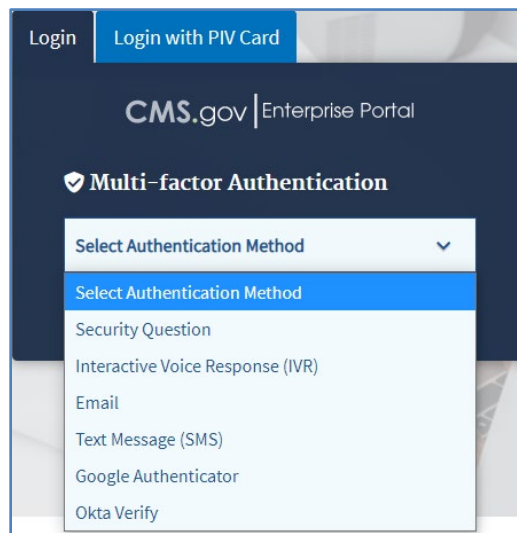 Login
Login with PIV Card
CMS.gov Enterprise Portal
Multi-factor Authentication
Select Authentication Method
Select Authentication Method
Security Question
Interactive Voice Response (IVR)
Email
Text Message (SMS)
Google Authenticator
Okta Verify